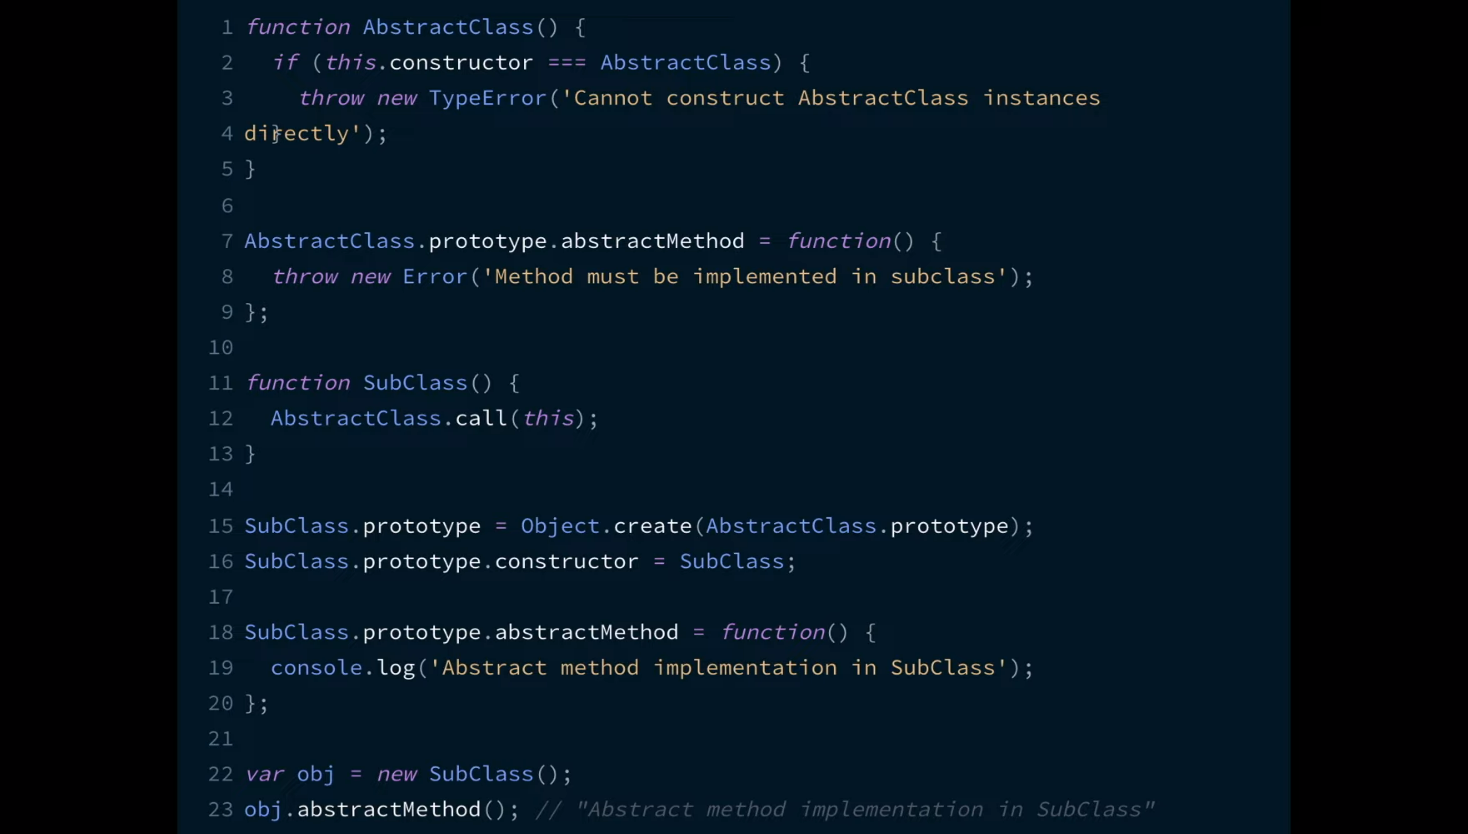 1 function AbstractClass() {
2   if (this.constructor === AbstractClass) {
3     throw new TypeError('Cannot construct AbstractClass instances
4 directly');
  }
5 }
6
7 AbstractClass.prototype.abstractMethod = function() {
8   throw new Error('Method must be implemented in subclass');
9 };
10
11 function SubClass() {
12   AbstractClass.call(this);
13 }
14
15 SubClass.prototype = Object.create(AbstractClass.prototype);
16 SubClass.prototype.constructor = SubClass;
17
18 SubClass.prototype.abstractMethod = function() {
19   console.log('Abstract method implementation in SubClass');
20 };
21
22 var obj = new SubClass();
23 obj.abstractMethod(); // "Abstract method implementation in SubClass"